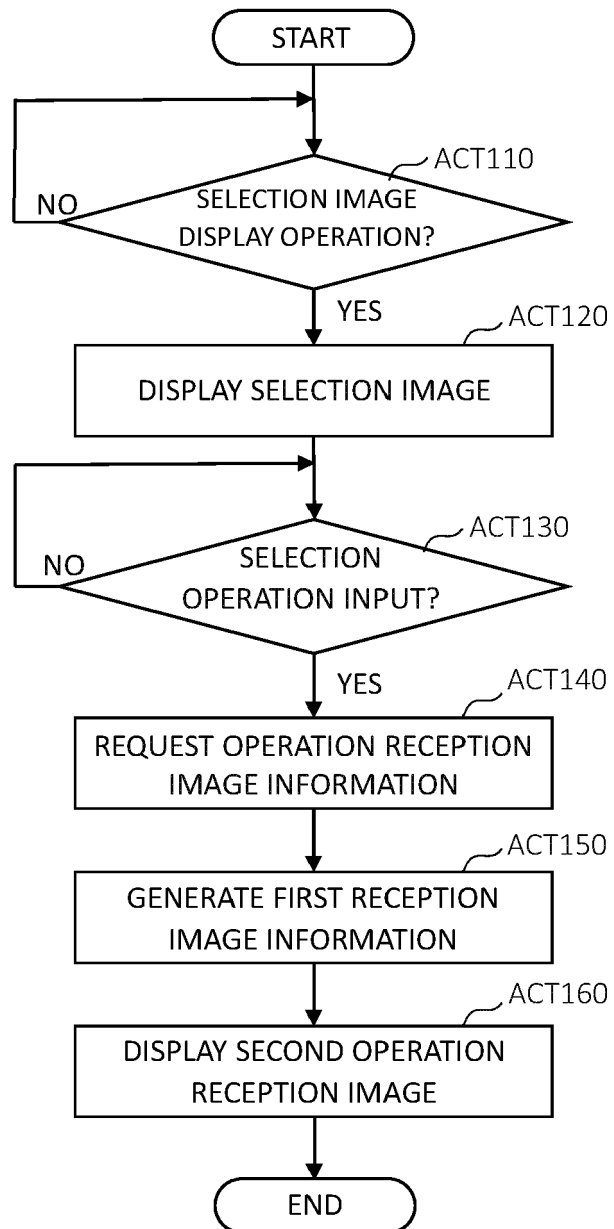 START
ACT110
SELECTION IMAGE
DISPLAY OPERATION?
NO
YES
ACT120
DISPLAY SELECTION IMAGE
ACT130
SELECTION
OPERATION INPUT?
NO
YES
ACT140
REQUEST OPERATION RECEPTION
IMAGE INFORMATION
ACT150
GENERATE FIRST RECEPTION
IMAGE INFORMATION
ACT160
DISPLAY SECOND OPERATION
RECEPTION IMAGE
END